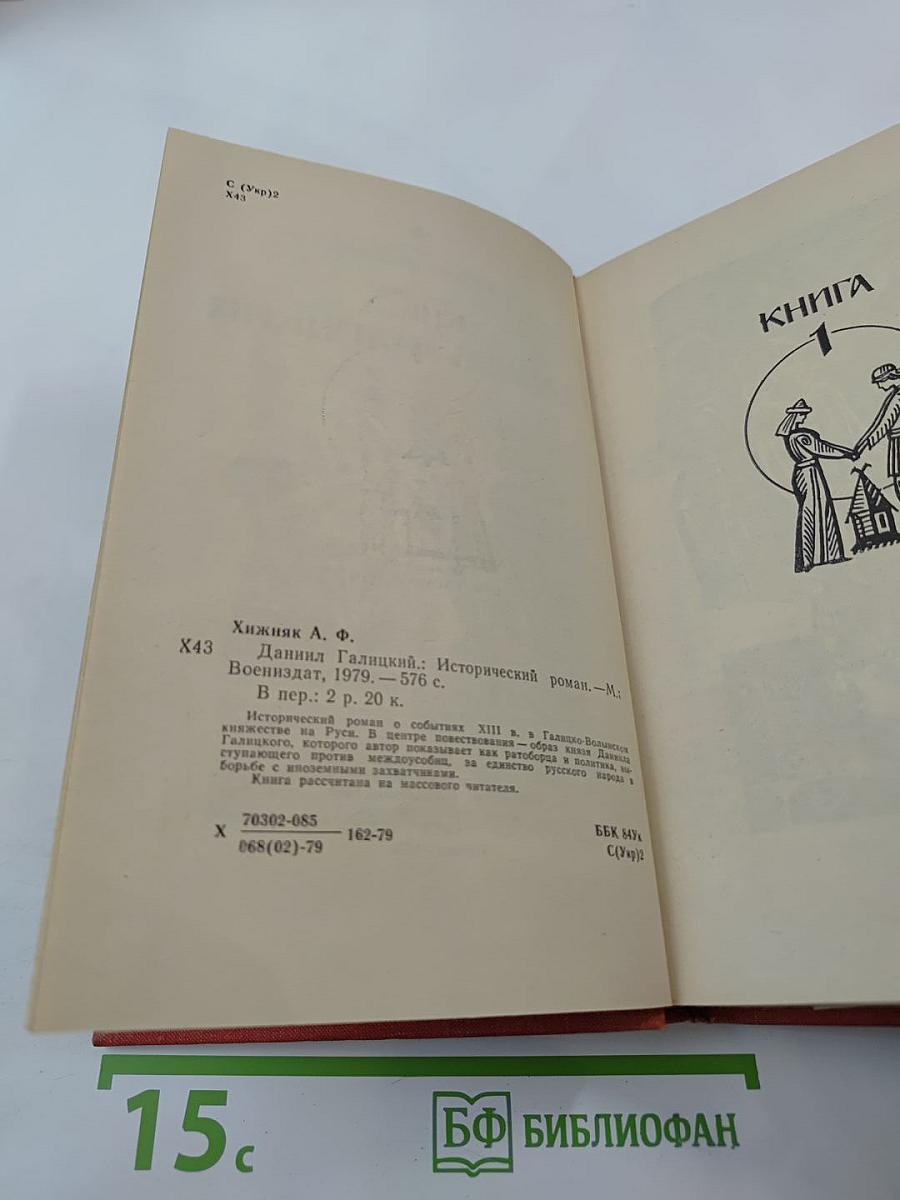 С (Укр)2
Х43
Хижняк А. Ф.
Х43 Даниил Галицкий.: Исторический роман. — М.:
Воениздат, 1979. — 576 с.
В пер.: 2 р. 20 к.
Исторический роман о событиях XIII в. в Галицко-Волынском
княжестве на Руси. В центре повествования — образ князя Даниила
Галицкого, которого автор показывает как ратоборца и политика, вы-
ступающего против междоусобиц, за единство русского народа в
борьбе с иноземными захватчиками.
Книга рассчитана на массового читателя.
Х 70302-085
068(02)-79
162-79
ББК 84Ук
С(Укр)2
КНИГА
1
15 с
БФ БИБЛИОФАН